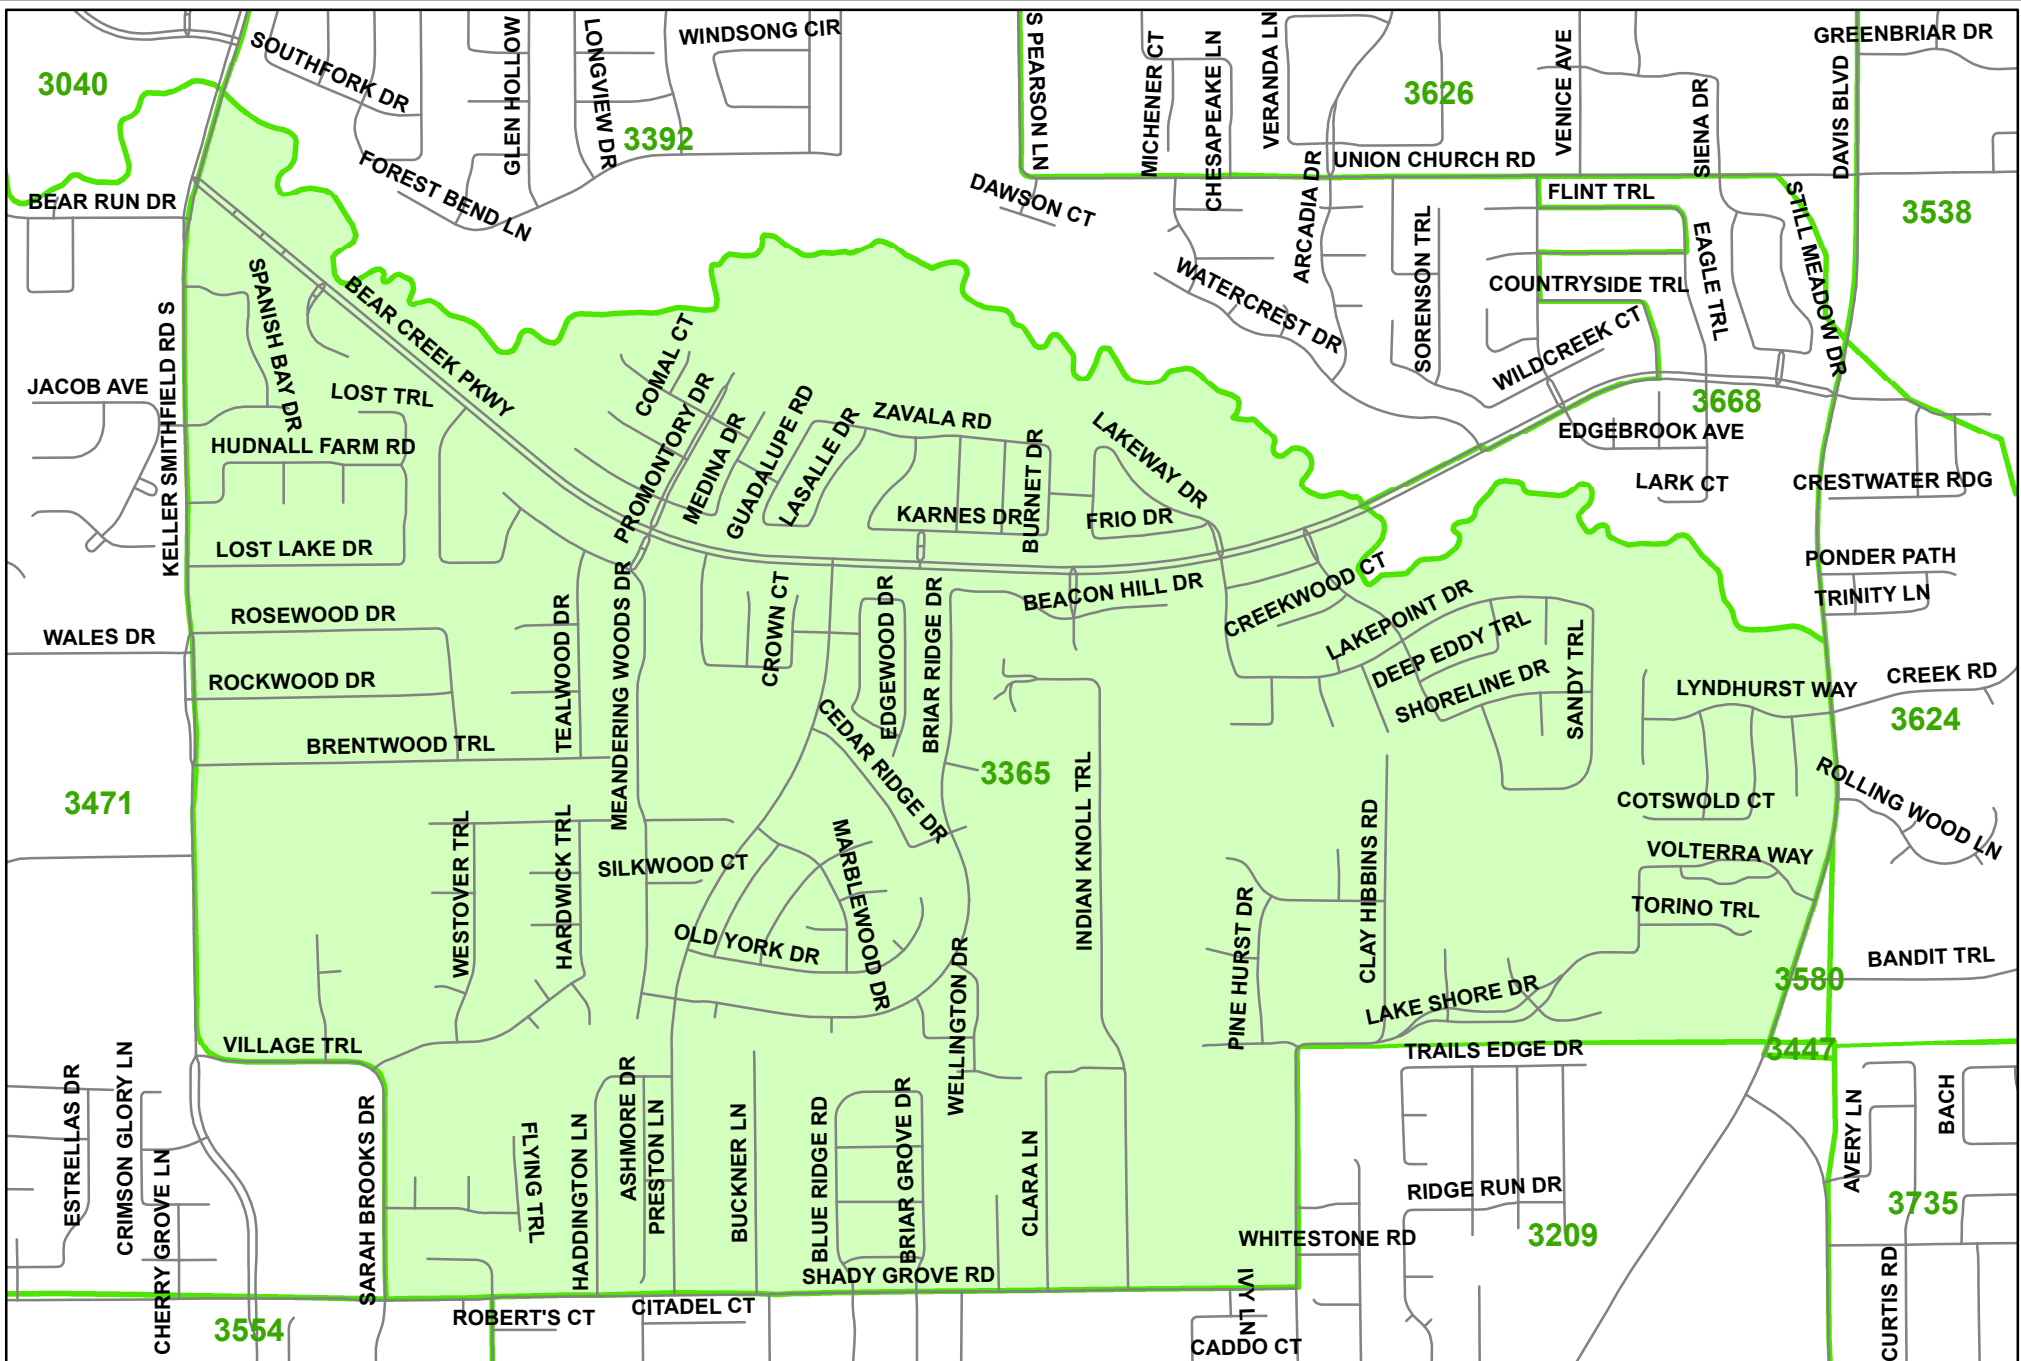 SOUTHFORK DR
GLEN HOLLOW
LONGVIEW DR
WINDSONG CIR
S PEARSON LN
MICHENER CT
CHESAPEAKE LN
VERANDA LN
VENICE AVE
SIENA DR
DAVIS BLVD
GREENBRIAR DR
3040
3392
3626
FOREST BEND LN
UNION CHURCH RD
BEAR RUN DR
DAWSON CT
ARCADIA DR
FLINT TRL
STILL MEADOW DR
3538
SPANISH BAY DR
BEAR CREEK PKWY
WATERCREST DR
SORENSON TRL
COUNTRYSIDE TRL
EAGLE TRL
KELLER SMITHFIELD RD S
WILDCREEK CT
JACOB AVE
LOST TRL
COMAL CT
PROMONTORY DR
MEDINA DR
GUADALUPE RD
LASALLE DR
ZAVALA RD
LAKEWAY DR
3668
EDGEBROOK AVE
HUDNALL FARM RD
BURNET DR
LARK CT
CRESTWATER RDG
KARNES DR
FRIO DR
LOST LAKE DR
PONDER PATH
TRINITY LN
BEACON HILL DR
CREEKWOOD CT
LAKEPOINT DR
ROSEWOOD DR
TEALWOOD DR
MEANDERING WOODS DR
CROWN CT
EDGEWOOD DR
BRIAR RIDGE DR
DEEP EDDY TRL
SHORELINE DR
SANDY TRL
WALES DR
ROCKWOOD DR
LYNDHURST WAY
CREEK RD
3624
BRENTWOOD TRL
CEDAR RIDGE DR
3365
INDIAN KNOLL TRL
ROLLING WOOD LN
3471
COTSWOLD CT
WESTOVER TRL
HARDWICK TRL
SILKWOOD CT
MARBLEWOOD DR
CLAY HIBBINS RD
VOLTERRA WAY
TORINO TRL
OLD YORK DR
WELLINGTON DR
PINE HURST DR
LAKE SHORE DR
3580
BANDIT TRL
VILLAGE TRL
TRAILS EDGE DR
3447
ESTRELLAS DR
CRIMSON GLORY LN
CHERRY GROVE LN
SARAH BROOKS DR
FLYING TRL
HADDINGTON LN
ASHMORE DR
PRESTON LN
BUCKNER LN
BLUE RIDGE RD
BRIAR GROVE DR
CLARA LN
AVERY LN
BACH
RIDGE RUN DR
3735
WHITESTONE RD
3209
SHADY GROVE RD
IVY LN
CURTIS RD
3554
ROBERT'S CT
CITADEL CT
CADDO CT